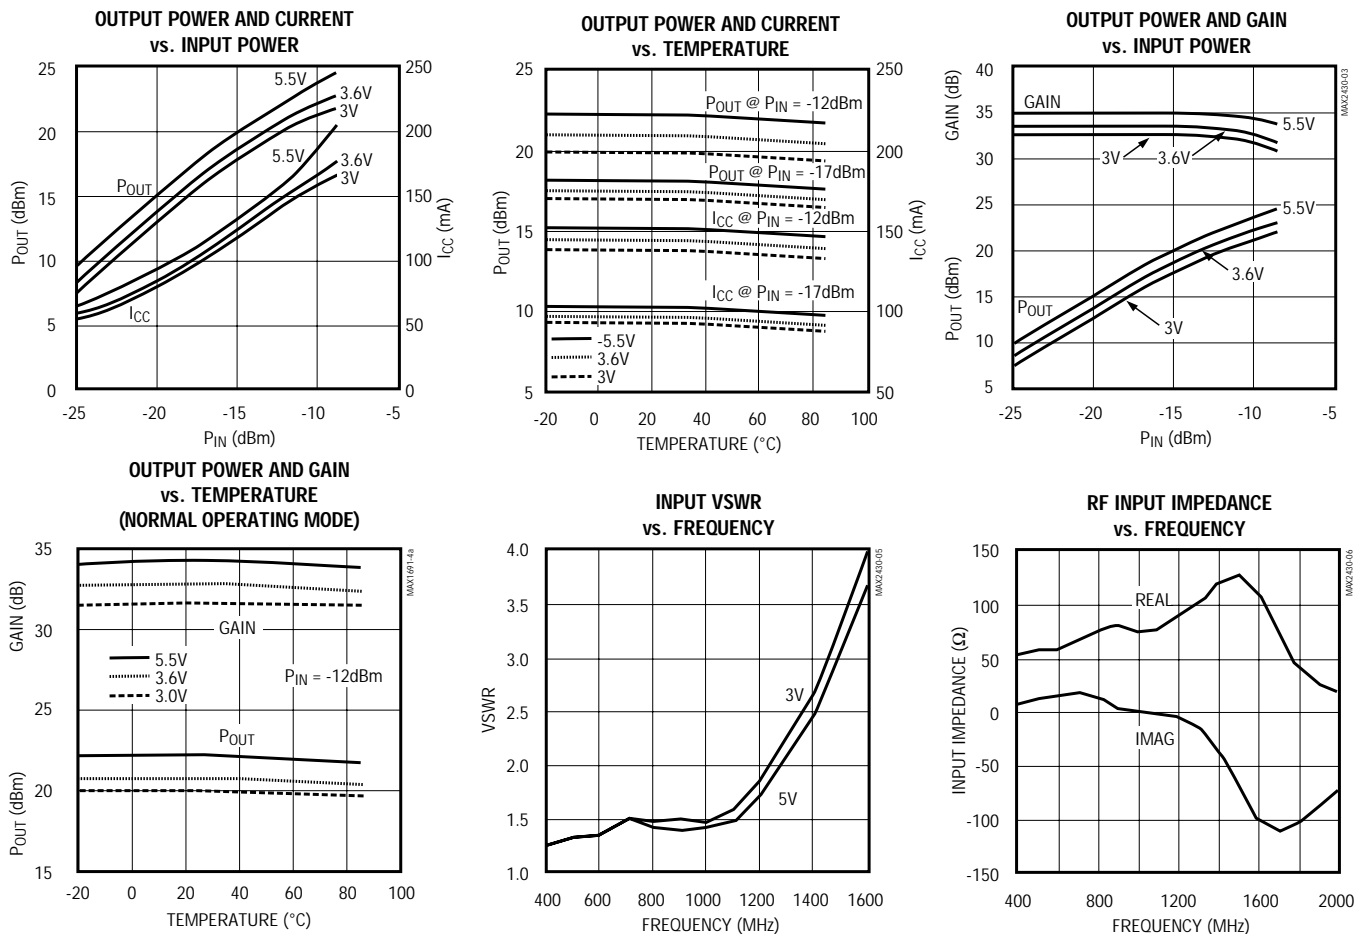 OUTPUT POWER AND CURRENT
vs. INPUT POWER
25
20
15
10
5
0
POUT (dBm)
250
200
150
100
50
0
ICC (mA)
5.5V
3.6V
3V
5.5V
3.6V
3V
POUT
ICC
-25
-20
-15
-10
-5
PIN (dBm)
OUTPUT POWER AND CURRENT
vs. TEMPERATURE
25
20
15
10
5
POUT (dBm)
250
200
150
100
50
ICC (mA)
POUT @ PIN = -12dBm
POUT @ PIN = -17dBm
ICC @ PIN = -12dBm
ICC @ PIN = -17dBm
-5.5V
3.6V
3V
-20
0
20
40
60
80
100
TEMPERATURE (°C)
OUTPUT POWER AND GAIN
vs. INPUT POWER
MAX2430-03
40
35
30
25
20
15
10
5
GAIN (dB)
POUT (dBm)
GAIN
5.5V
3V
3.6V
5.5V
3.6V
POUT
3V
-25
-20
-15
-10
-5
PIN (dBm)
OUTPUT POWER AND GAIN
vs. TEMPERATURE
(NORMAL OPERATING MODE)
MAX1691-4a
35
30
25
20
15
GAIN (dB)
POUT (dBm)
GAIN
5.5V
3.6V
3.0V
PIN = -12dBm
POUT
-20
0
20
40
60
80
100
TEMPERATURE (°C)
INPUT VSWR
vs. FREQUENCY
MAX2430-05
4.0
3.5
3.0
2.5
2.0
1.5
1.0
VSWR
3V
5V
400
600
800
1000
1200
1400
1600
FREQUENCY (MHz)
RF INPUT IMPEDANCE
vs. FREQUENCY
MAX2430-06
150
100
50
0
-50
-100
-150
INPUT IMPEDANCE (Ω)
REAL
IMAG
400
800
1200
1600
2000
FREQUENCY (MHz)